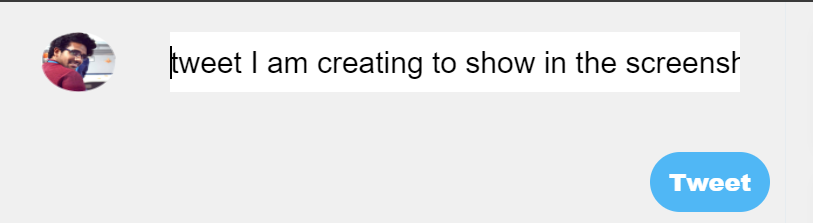 tweet I am creating to show in the screensh
Tweet